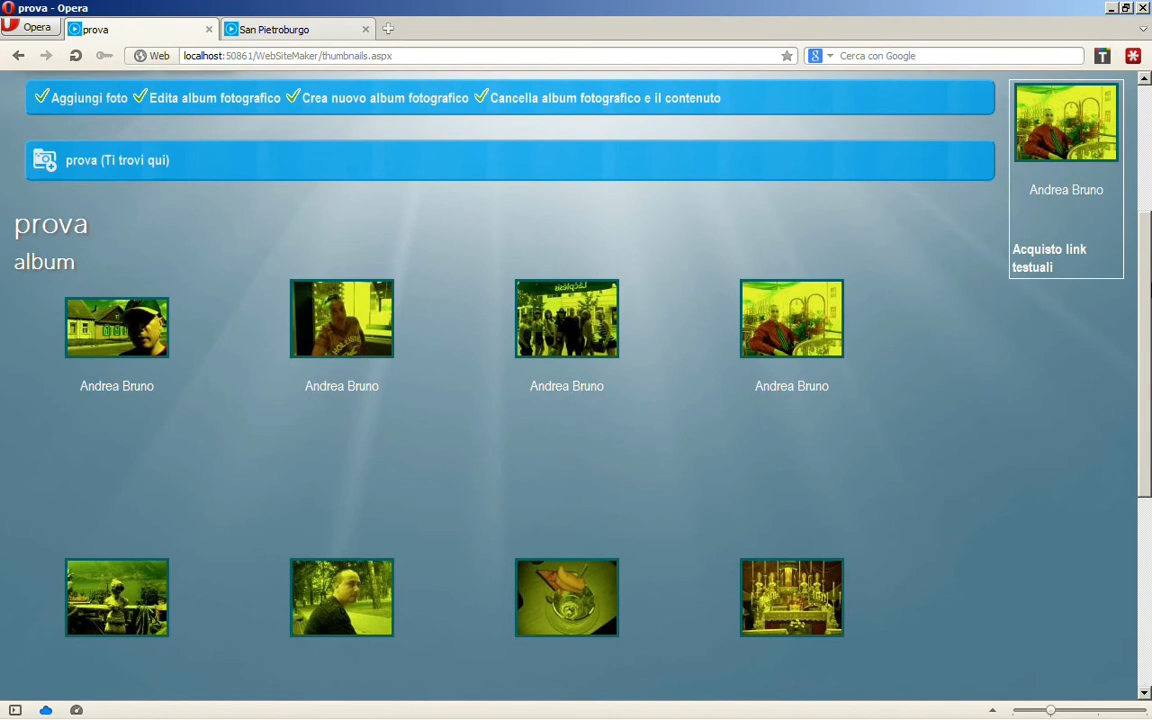 prova - Opera
Opera
prova
San Pietroburgo
Web
localhost:50861/WebSiteMaker/thumbnails.aspx
Cerca con Google
Aggiungi foto Edita album fotografico Crea nuovo album fotografico Cancella album fotografico e il contenuto
prova (Ti trovi qui)
Andrea Bruno
Acquisto link
testuali
prova
album
Andrea Bruno Andrea Bruno Andrea Bruno Andrea Bruno